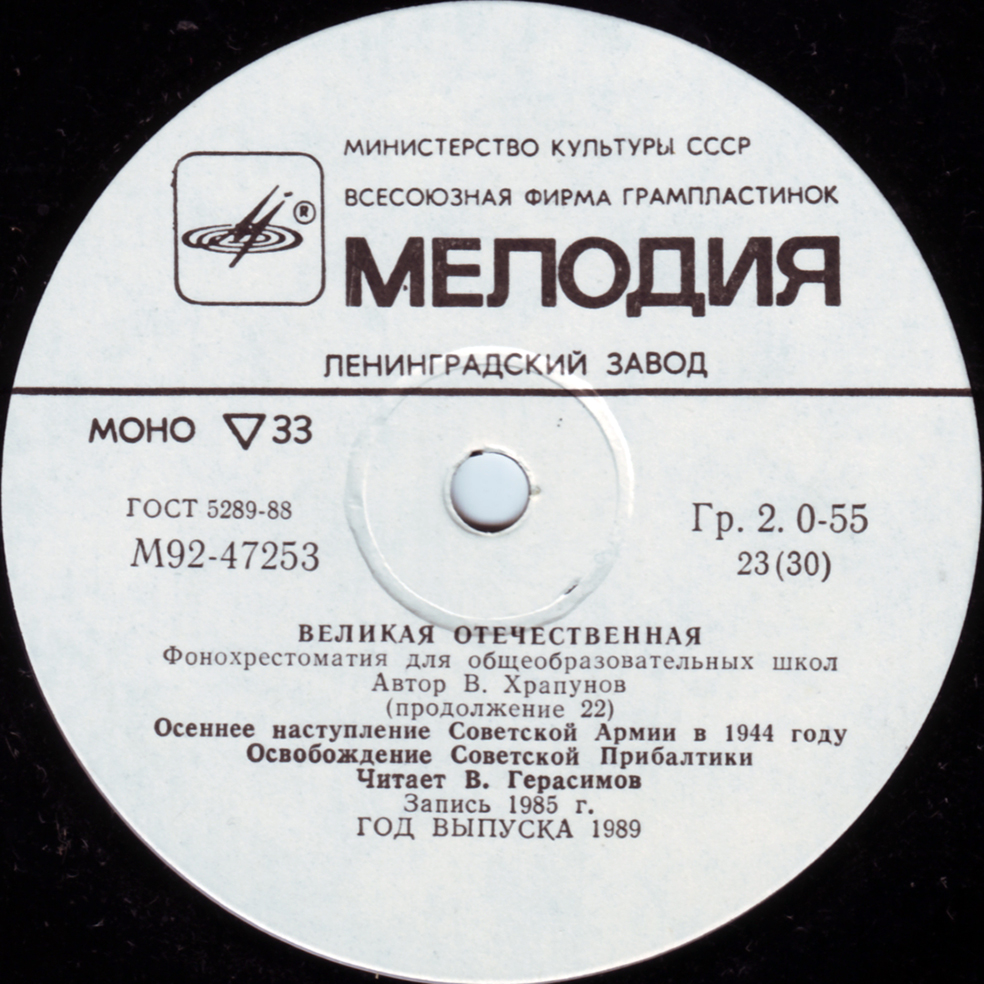 МИНИСТЕРСТВО КУЛЬТУРЫ СССР
ВСЕСОЮЗНАЯ ФИРМА ГРАМПЛАСТИНОК
®
МЕЛОДИЯ
ЛЕНИНГРАДСКИЙ ЗАВОД
МОНО ▽ 33
ГОСТ 5289-88
М92-47253
Гр. 2. 0-55
23(30)
ВЕЛИКАЯ ОТЕЧЕСТВЕННАЯ
Фонохрестоматия для общеобразовательных школ
Автор В. Храпунов
(продолжение 22)
Осеннее наступление Советской Армии в 1944 году
Освобождение Советской Прибалтики
Читает В. Герасимов
Запись 1985 г.
ГОД ВЫПУСКА 1989